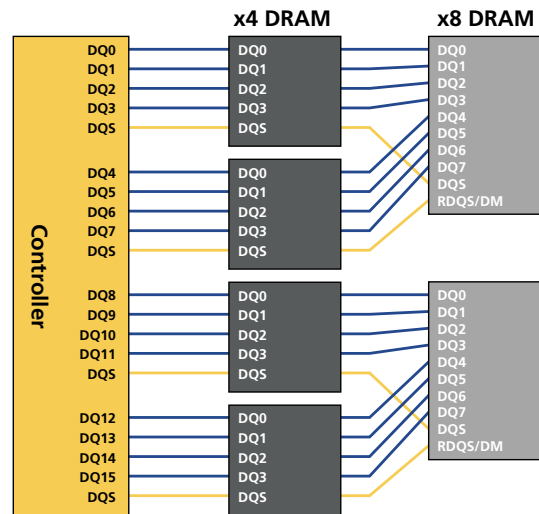 x4 DRAM
x8 DRAM
Controller
DQ0
DQ1
DQ2
DQ3
DQS
DQ4
DQ5
DQ6
DQ7
DQS
DQ8
DQ9
DQ10
DQ11
DQS
DQ12
DQ13
DQ14
DQ15
DQS
DQ0
DQ1
DQ2
DQ3
DQS
DQ0
DQ1
DQ2
DQ3
DQS
DQ0
DQ1
DQ2
DQ3
DQS
DQ0
DQ1
DQ2
DQ3
DQS
DQ0
DQ1
DQ2
DQ3
DQ4
DQ5
DQ6
DQ7
DQS
RDQS/DM
DQ0
DQ1
DQ2
DQ3
DQ4
DQ5
DQ6
DQ7
DQS
RDQS/DM